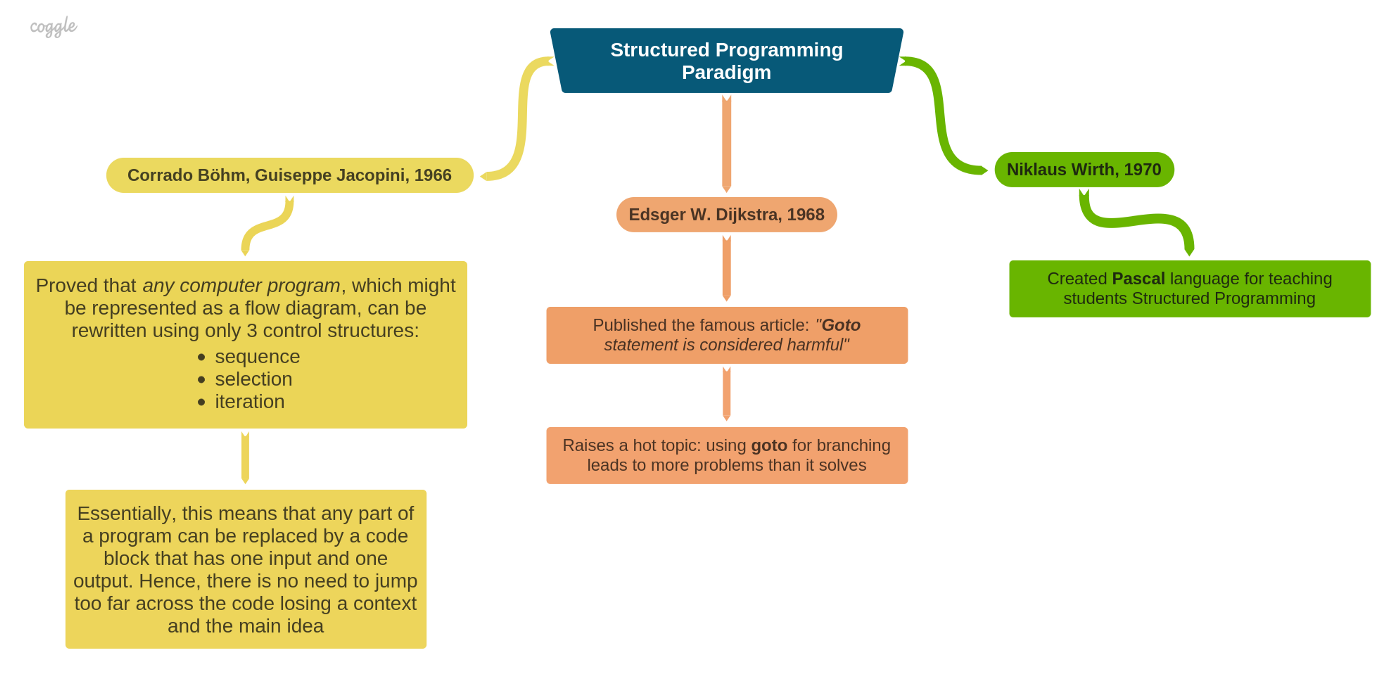 coggle
Structured Programming
Paradigm
Corrado Böhm, Guiseppe Jacopini, 1966
Proved that any computer program, which might
be represented as a flow diagram, can be
rewritten using only 3 control structures:
• sequence
• selection
• iteration
Essentially, this means that any part of
a program can be replaced by a code
block that has one input and one
output. Hence, there is no need to jump
too far across the code losing a context
and the main idea
Edsger W. Dijkstra, 1968
Published the famous article: "Goto
statement is considered harmful"
Raises a hot topic: using goto for branching
leads to more problems than it solves
Niklaus Wirth, 1970
Created Pascal language for teaching
students Structured Programming